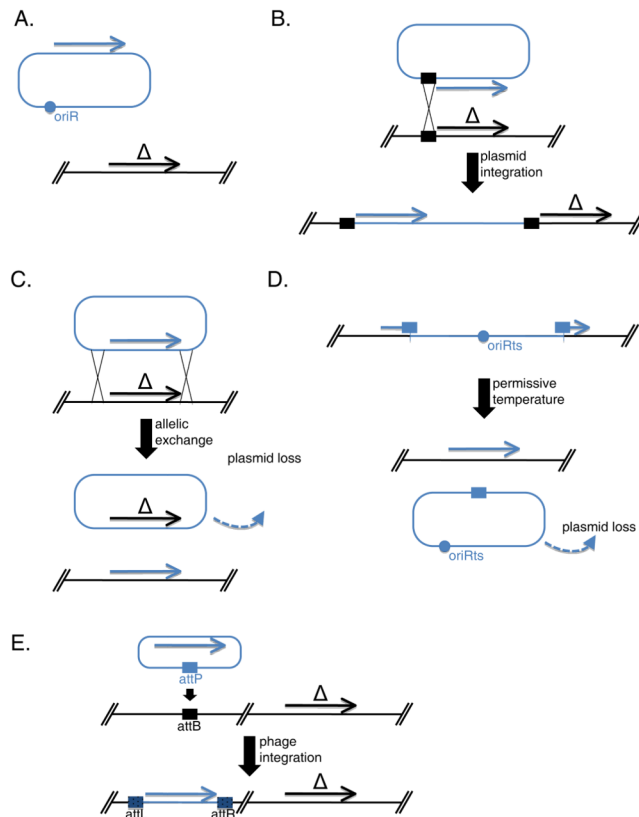 A.
oriR
Δ
B.
Δ
plasmid
integration
Δ
C.
Δ
allelic
exchange
plasmid loss
Δ
D.
oriRts
permissive
temperature
plasmid loss
oriRts
E.
attP
Δ
attB
phage
integration
Δ
attL
attR